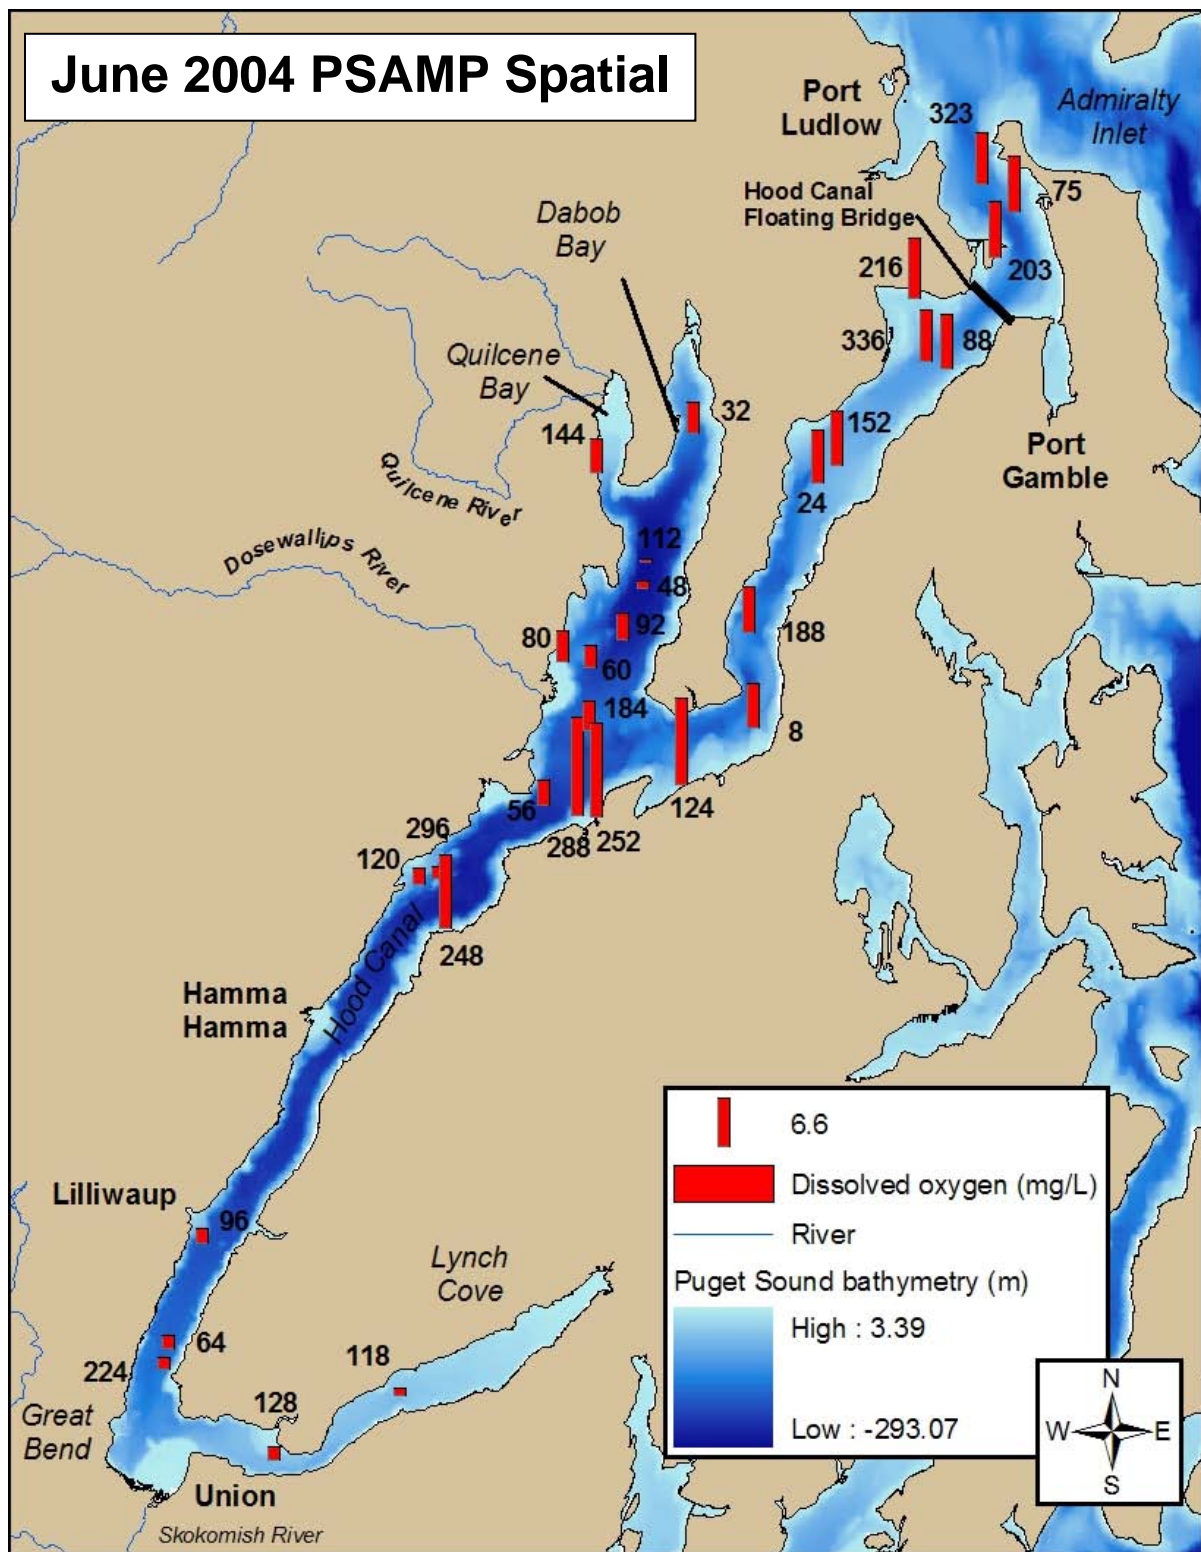 June 2004 PSAMP Spatial
Port
Ludlow
323
Admiralty
Inlet
75
Hood Canal
Floating Bridge
Dabob
Bay
216
203
336
88
Quilcene
Bay
32
152
144
Port
Gamble
Quilcene River
24
112
Dosewallips River
48
92
188
80
60
184
8
56
124
288
252
296
120
Hood Canal
248
Hamma
Hamma
6.6
Dissolved oxygen (mg/L)
River
Puget Sound bathymetry (m)
High : 3.39
Low : -293.07
Lilliwaup
96
Lynch
Cove
64
224
118
128
Great
Bend
Union
Skokomish River
N
W
E
S